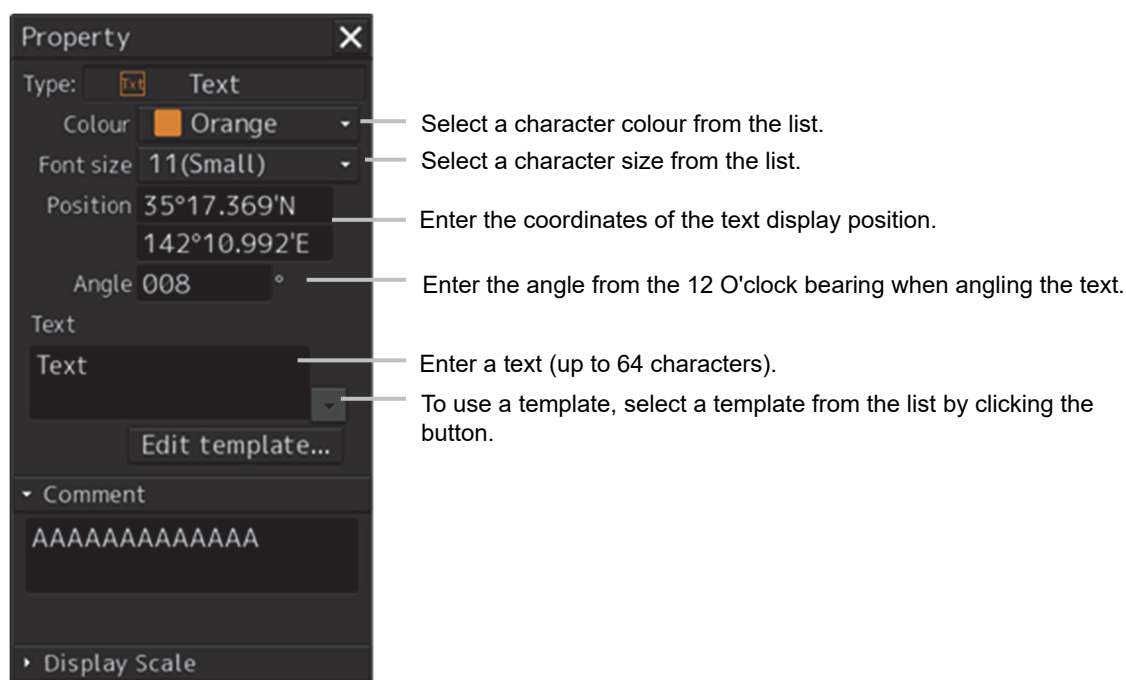 Property
Type: Txt Text
Colour Orange
Select a character colour from the list.
Font size 11(Small)
Select a character size from the list.
Position 35°17.369'N
142°10.992'E
Enter the coordinates of the text display position.
Angle 008 °
Enter the angle from the 12 O'clock bearing when angling the text.
Text
Text
Enter a text (up to 64 characters).
To use a template, select a template from the list by clicking the
button.
Edit template...
Comment
AAAAAAAAAAAAA
Display Scale